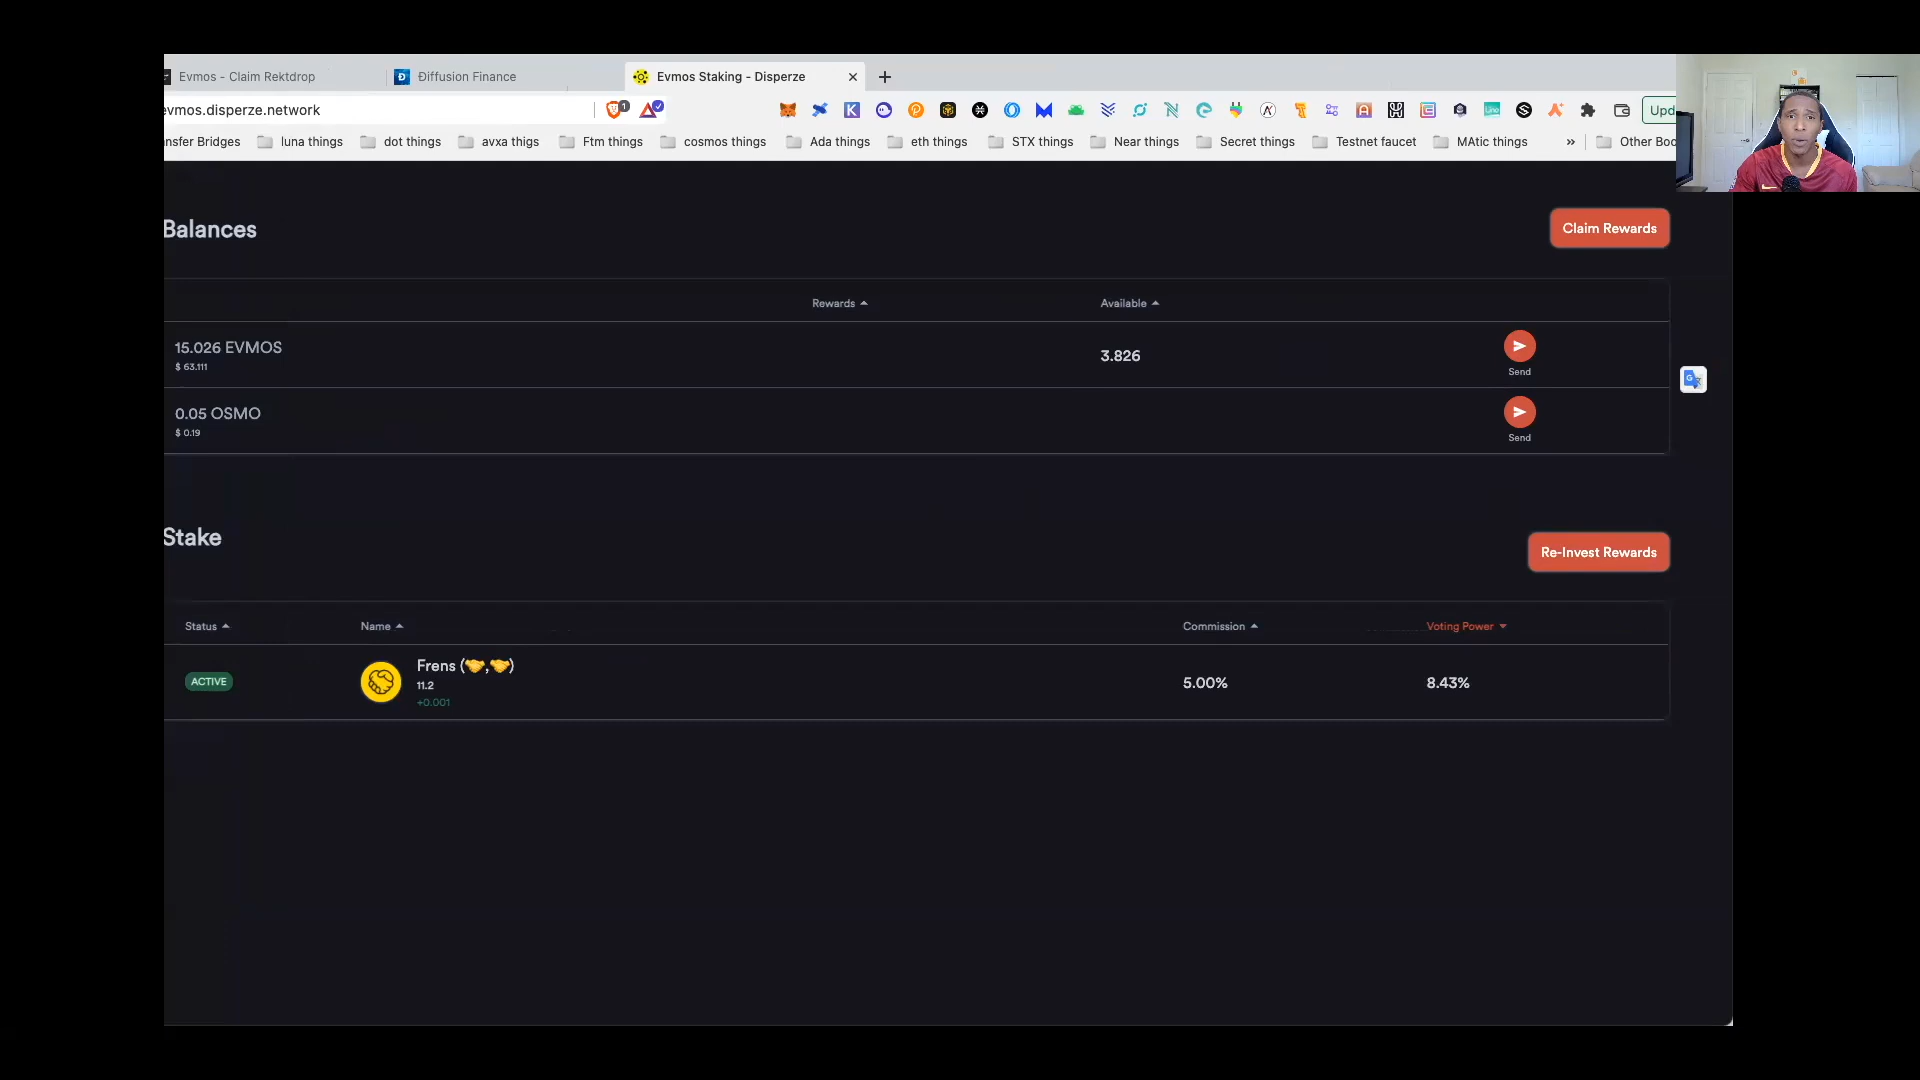 Evmos - Claim Rektdrop
Điffusion Finance
Evmos Staking - Disperze
evmos.disperze.network
1
Upd
nsfer Bridges
luna things
dot things
avxa thigs
Ftm things
cosmos things
Ada things
eth things
STX things
Near things
Secret things
Testnet faucet
MAtic things
»
Other Boo
Balances
Claim Rewards
Rewards
Available
15.026 EVMOS
$ 63.111
3.826
Send
0.05 OSMO
$ 0.19
Send
Stake
Re-Invest Rewards
Status
Name
Commission
Voting Power
ACTIVE
Frens (🤝,🤝)
11.2
+0.001
5.00%
8.43%